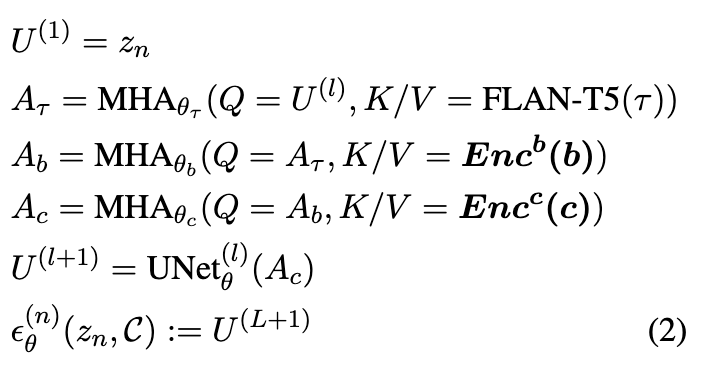 U^{(1)} = z_n
A_τ = MHA_{θ_τ}(Q = U^{(l)}, K/V = FLAN-T5(τ))
A_b = MHA_{θ_b}(Q = A_τ, K/V = Enc^b(b))
A_c = MHA_{θ_c}(Q = A_b, K/V = Enc^c(c))
U^{(l+1)} = UNet_θ^{(l)}(A_c)
ϵ_θ^{(n)}(z_n, 𝒞) := U^{(L+1)} (2)